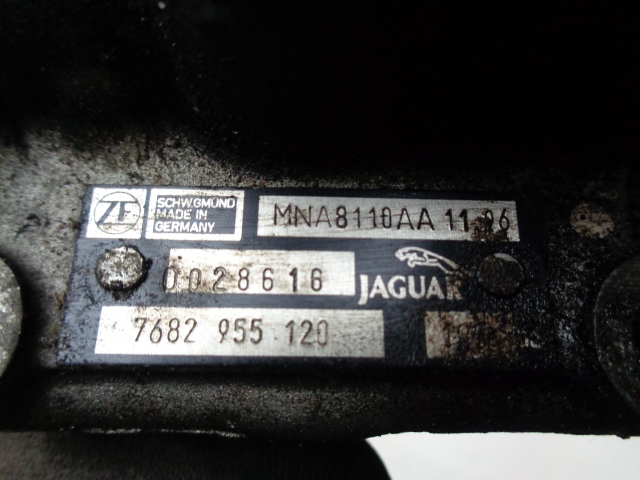 ZF
SCHW.GMÜND
MADE IN
GERMANY
MNA8110AA 11 96
0028616
JAGUAR
7682 955 120